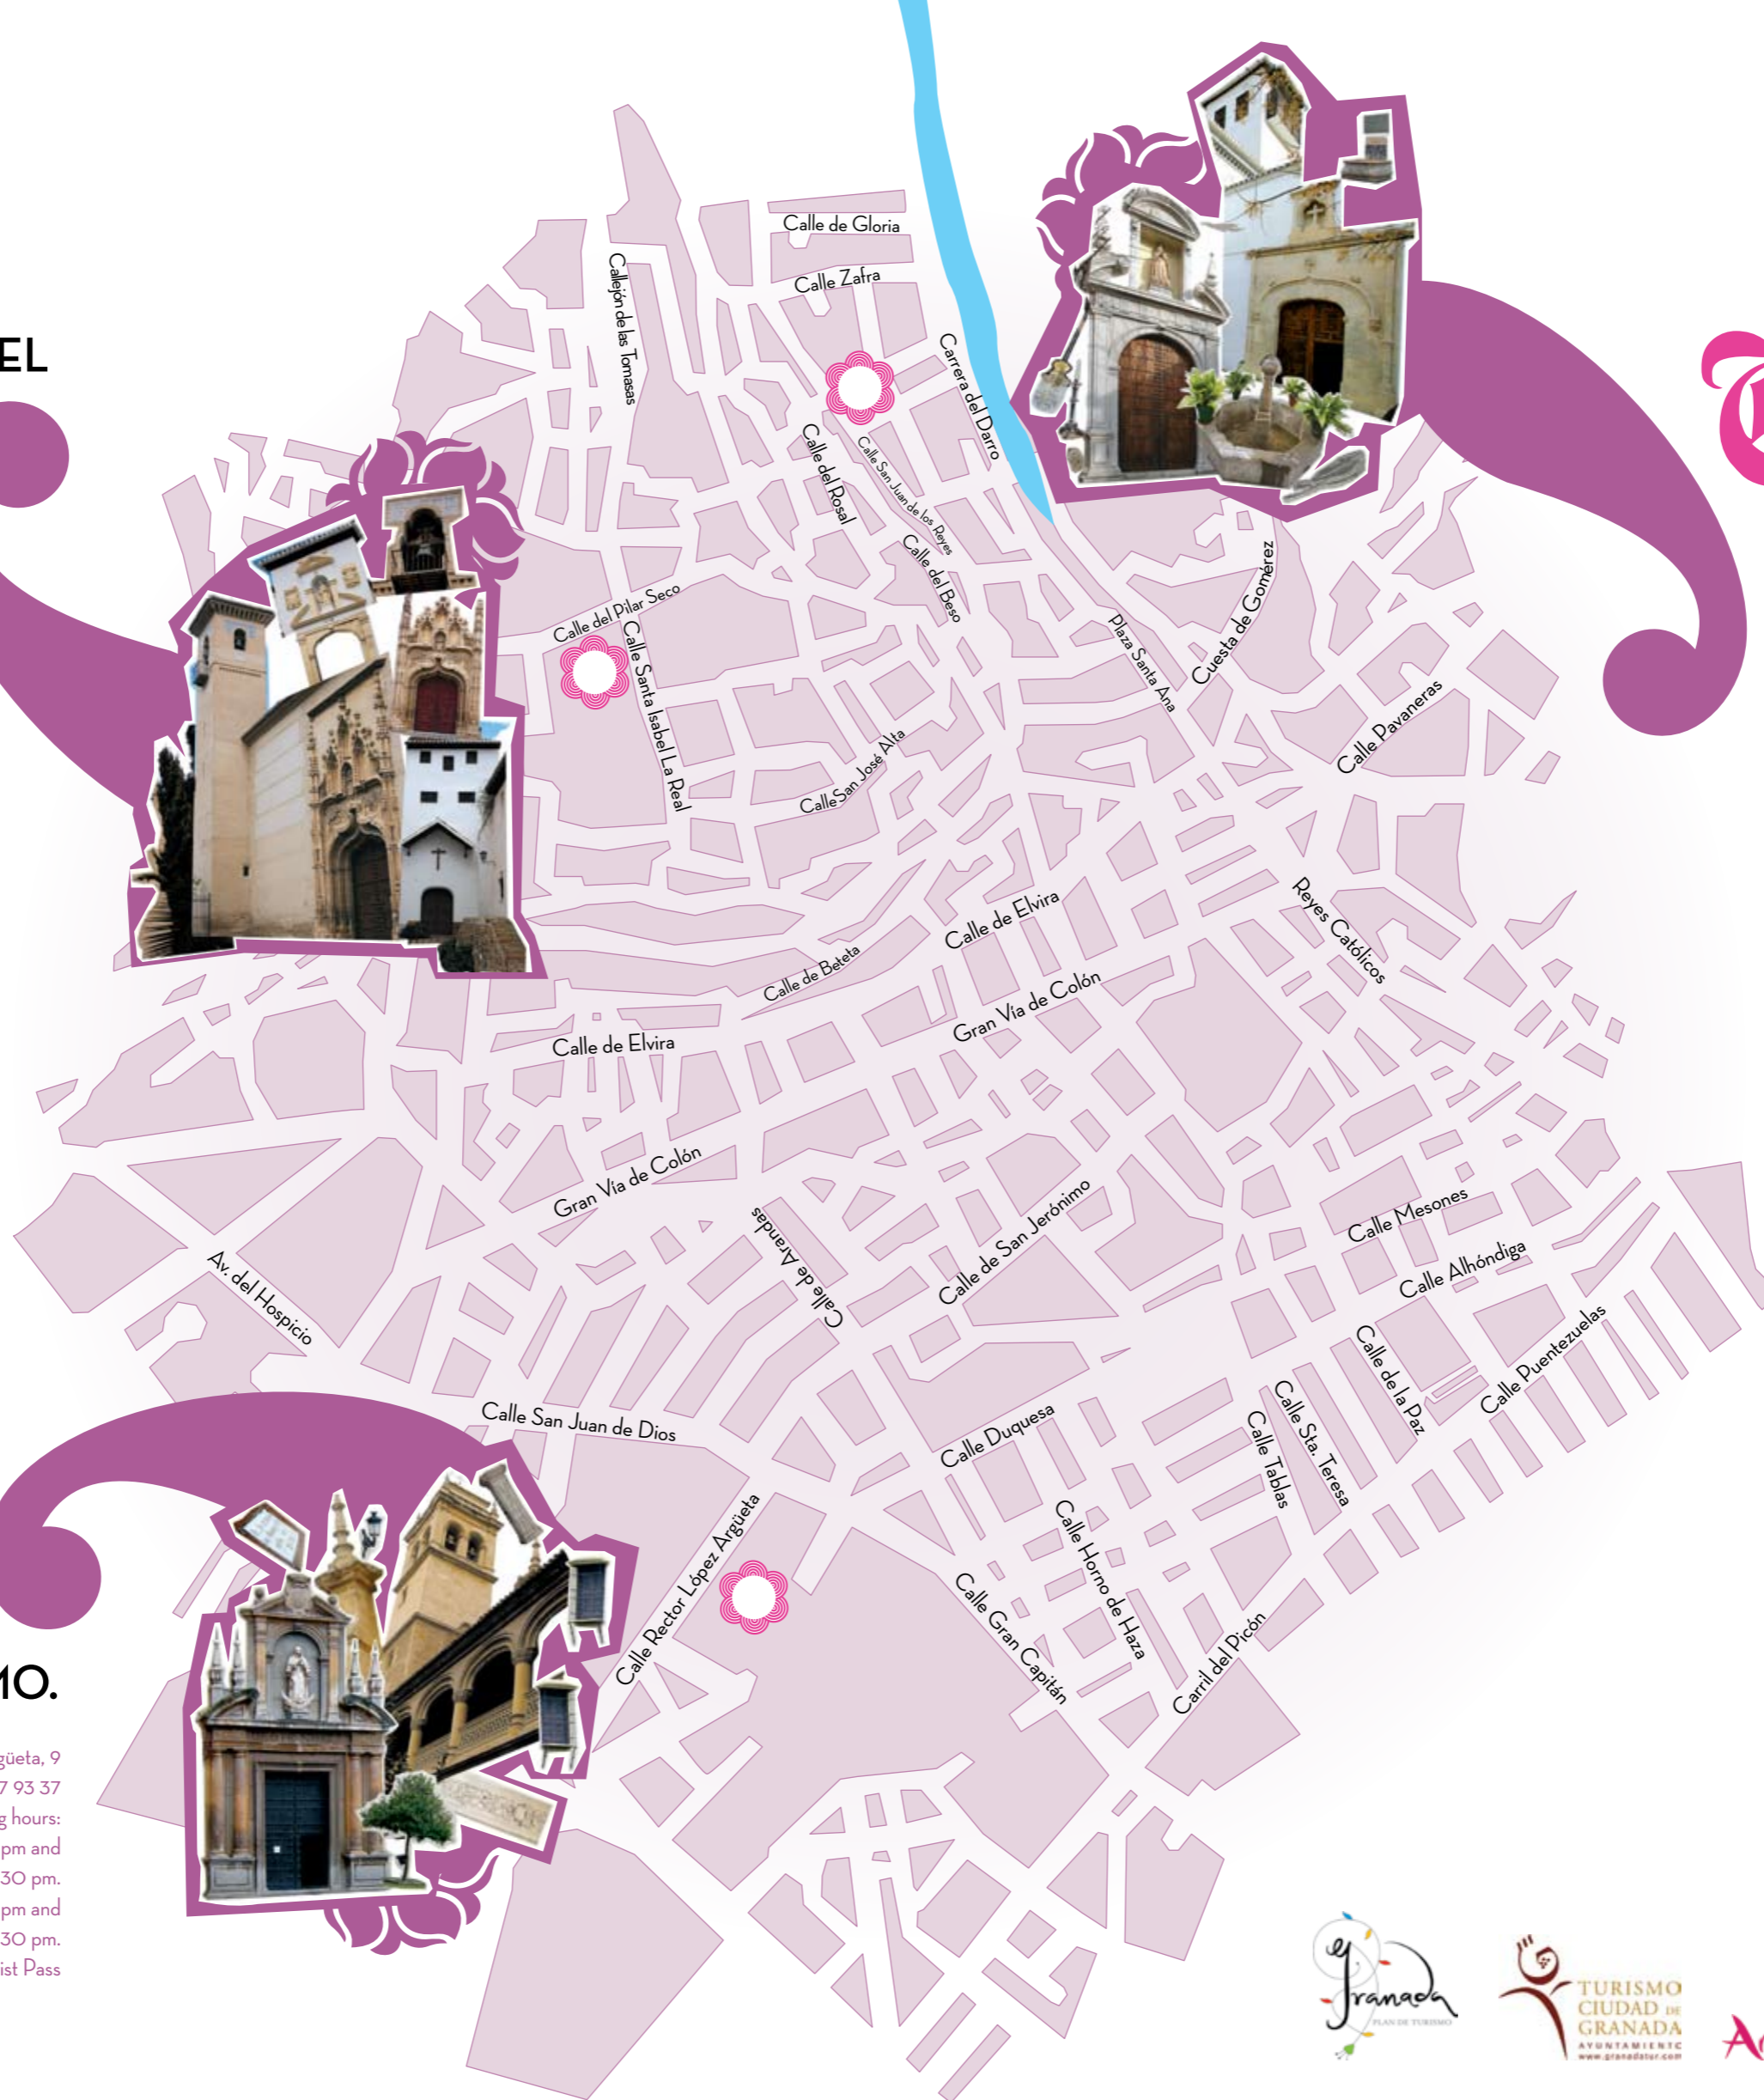 EL
Calle de Gloria
Calle Zafra
Callejón de las Tomasas
Carrera del Darro
Calle del Rosal
Calle San Juan de los Reyes
Calle del Beso
Calle del Pilar Seco
Calle Santa Isabel La Real
Plaza Santa Ana
Cuesta de Gomérez
Calle Pavaneras
Calle San José Alta
Calle de Elvira
Reyes Católicos
Calle de Beteta
Gran Vía de Colón
Calle de Elvira
Gran Vía de Colón
Calle de Arandas
Calle de San Jerónimo
Calle Mesones
Calle Alhóndiga
Av. del Hospicio
Calle Puentezuelas
Calle de la Paz
Calle Sta. Teresa
Calle Tablas
Calle San Juan de Dios
Calle Duquesa
Calle Rector López Argüeta
Calle Horno de Haza
Calle Gran Capitán
Carril del Picón
MO.
güeta, 9
7 93 37
g hours:
pm and
30 pm.
pm and
30 pm.
ist Pass
granada
PLAN DE TURISMO
TURISMO
CIUDAD DE
GRANADA
AYUNTAMIENTO
www.granadatur.com